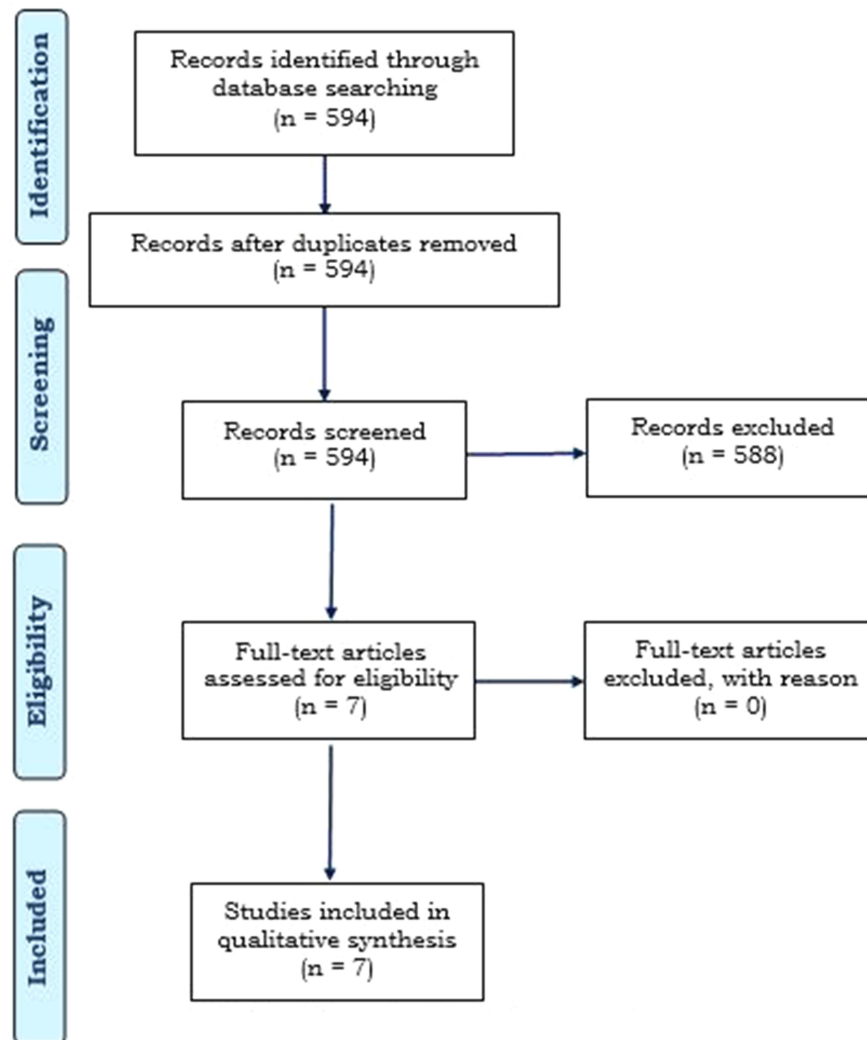 Identification
Records identified through
database searching
(n = 594)
Records after duplicates removed
(n = 594)
Screening
Records screened
(n = 594)
Records excluded
(n = 588)
Eligibility
Full-text articles
assessed for eligibility
(n = 7)
Full-text articles
excluded, with reason
(n = 0)
Included
Studies included in
qualitative synthesis
(n = 7)